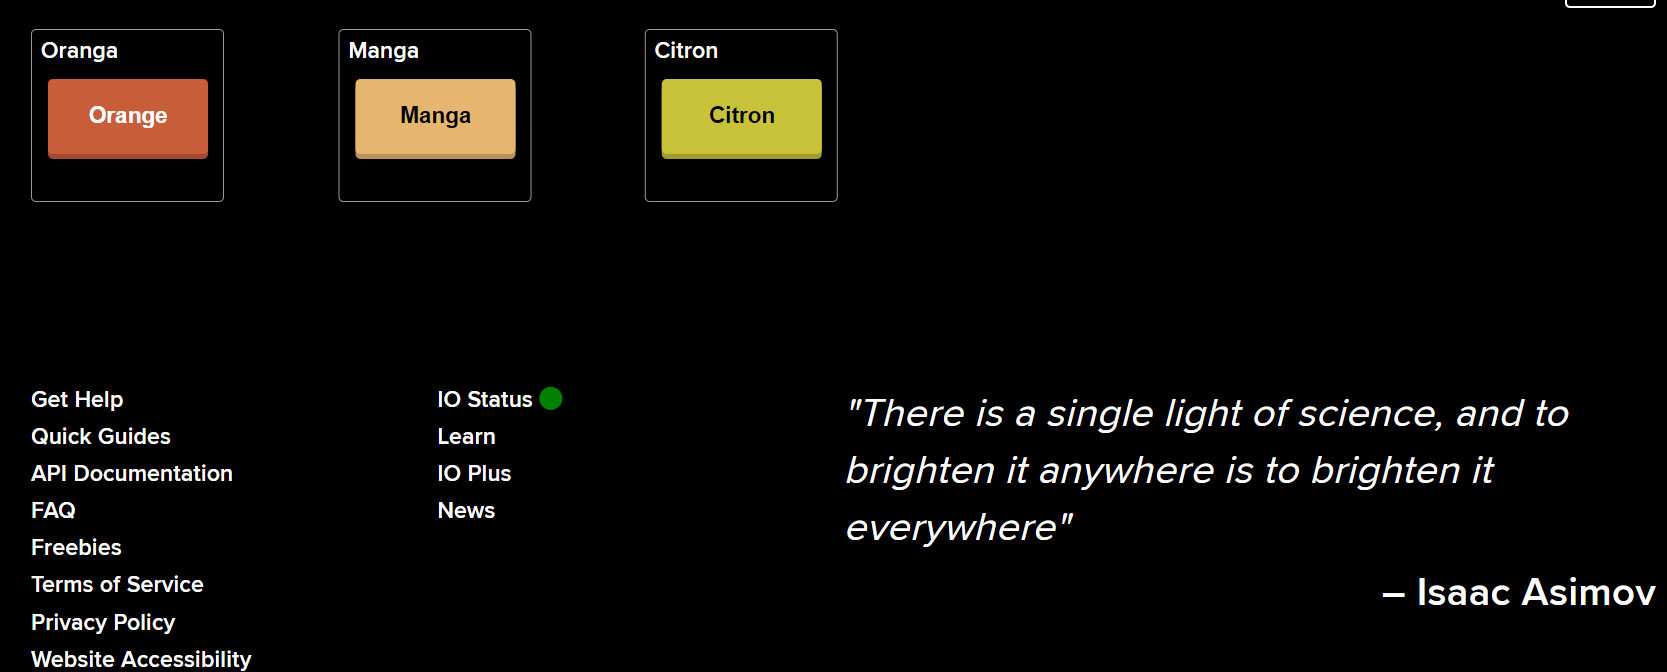 Oranga
Manga
Citron
Orange
Manga
Citron
Get Help
Quick Guides
API Documentation
FAQ
Freebies
Terms of Service
Privacy Policy
Website Accessibility
IO Status
Learn
IO Plus
News
"There is a single light of science, and to
brighten it anywhere is to brighten it
everywhere"
– Isaac Asimov